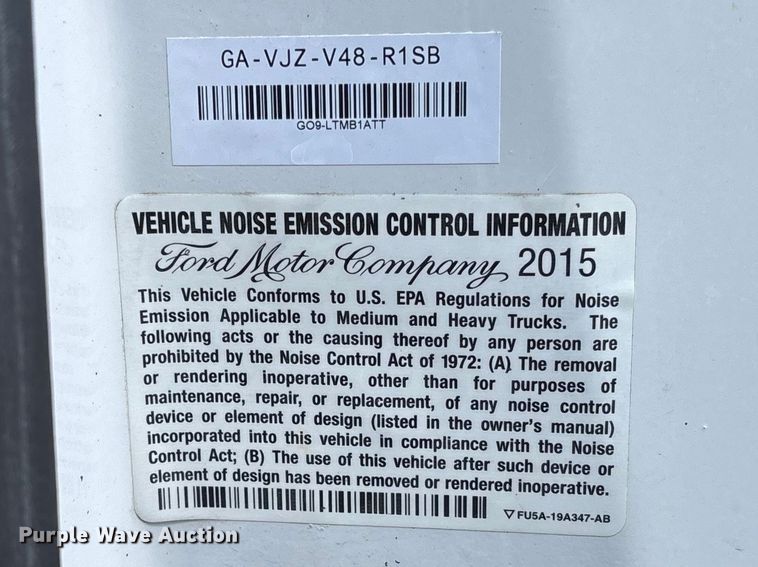 GA-VJZ-V48-R1SB
GO9-LTMB1ATT
VEHICLE NOISE EMISSION CONTROL INFORMATION
Ford Motor Company 2015
This Vehicle Conforms to U.S. EPA Regulations for Noise
Emission Applicable to Medium and Heavy Trucks. The
following acts or the causing thereof by any person are
prohibited by the Noise Control Act of 1972: (A) The removal
or rendering inoperative, other than for purposes of
maintenance, repair, or replacement, of any noise control
device or element of design (listed in the owner's manual)
incorporated into this vehicle in compliance with the Noise
Control Act; (B) The use of this vehicle after such device or
element of design has been removed or rendered inoperative.
FU5A-19A347-AB
Purple Wave Auction